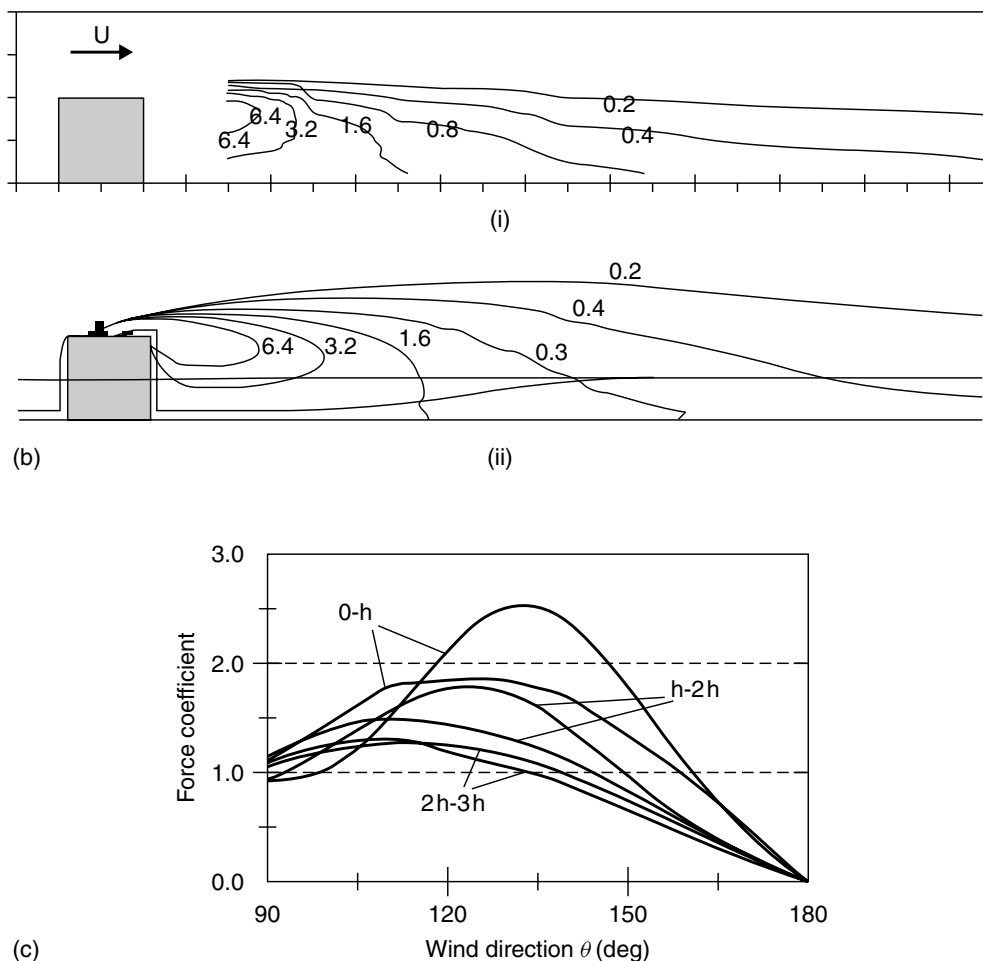 U
0.2
6.4
3.2
1.6
0.8
0.4
6.4
(i)
0.2
0.4
6.4
3.2
1.6
0.3
(b)
(ii)
3.0
0-h
2.0
h-2h
Force coefficient
1.0
2h-3h
0.0
90
120
150
180
(c)
Wind direction θ (deg)